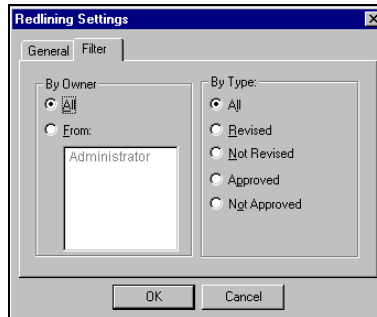 Redlining Settings
General Filter
By Owner
All
From:
Administrator
By Type:
All
Revised
Not Revised
Approved
Not Approved
OK Cancel